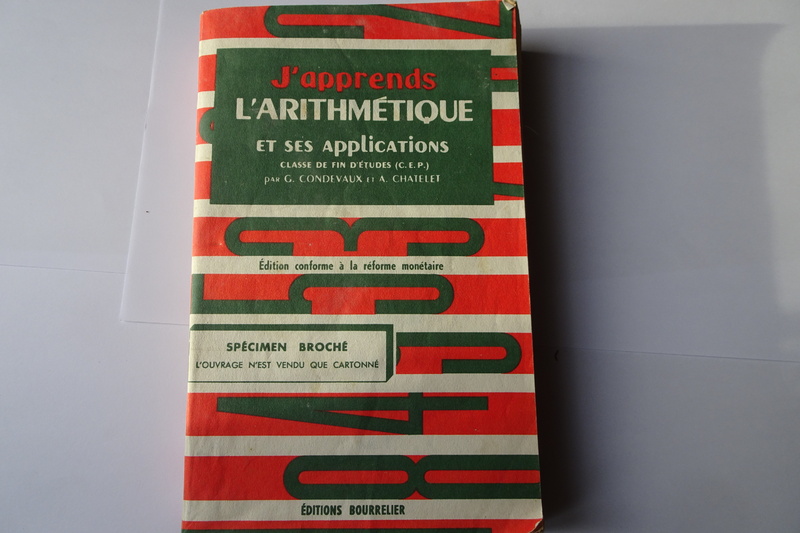 J'apprends
L'ARITHMÉTIQUE
ET SES APPLICATIONS
CLASSE DE FIN D'ÉTUDES (C.E.P.)
PAR G. CONDEVAUX ET A. CHATELET
Édition conforme à la réforme monétaire
SPÉCIMEN BROCHÉ
L'OUVRAGE N'EST VENDU QUE CARTONNÉ
ÉDITIONS BOURRELIER